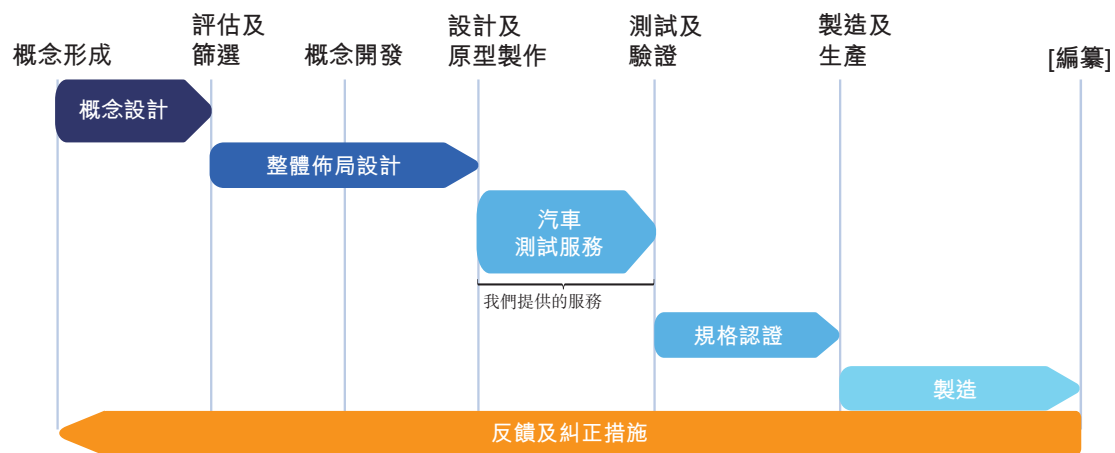 概念形成
評估及
篩選
概念開發
設計及
原型製作
測試及
驗證
製造及
生產
[編纂]
概念設計
整體佈局設計
汽車
測試服務
我們提供的服務
規格認證
製造
反饋及糾正措施